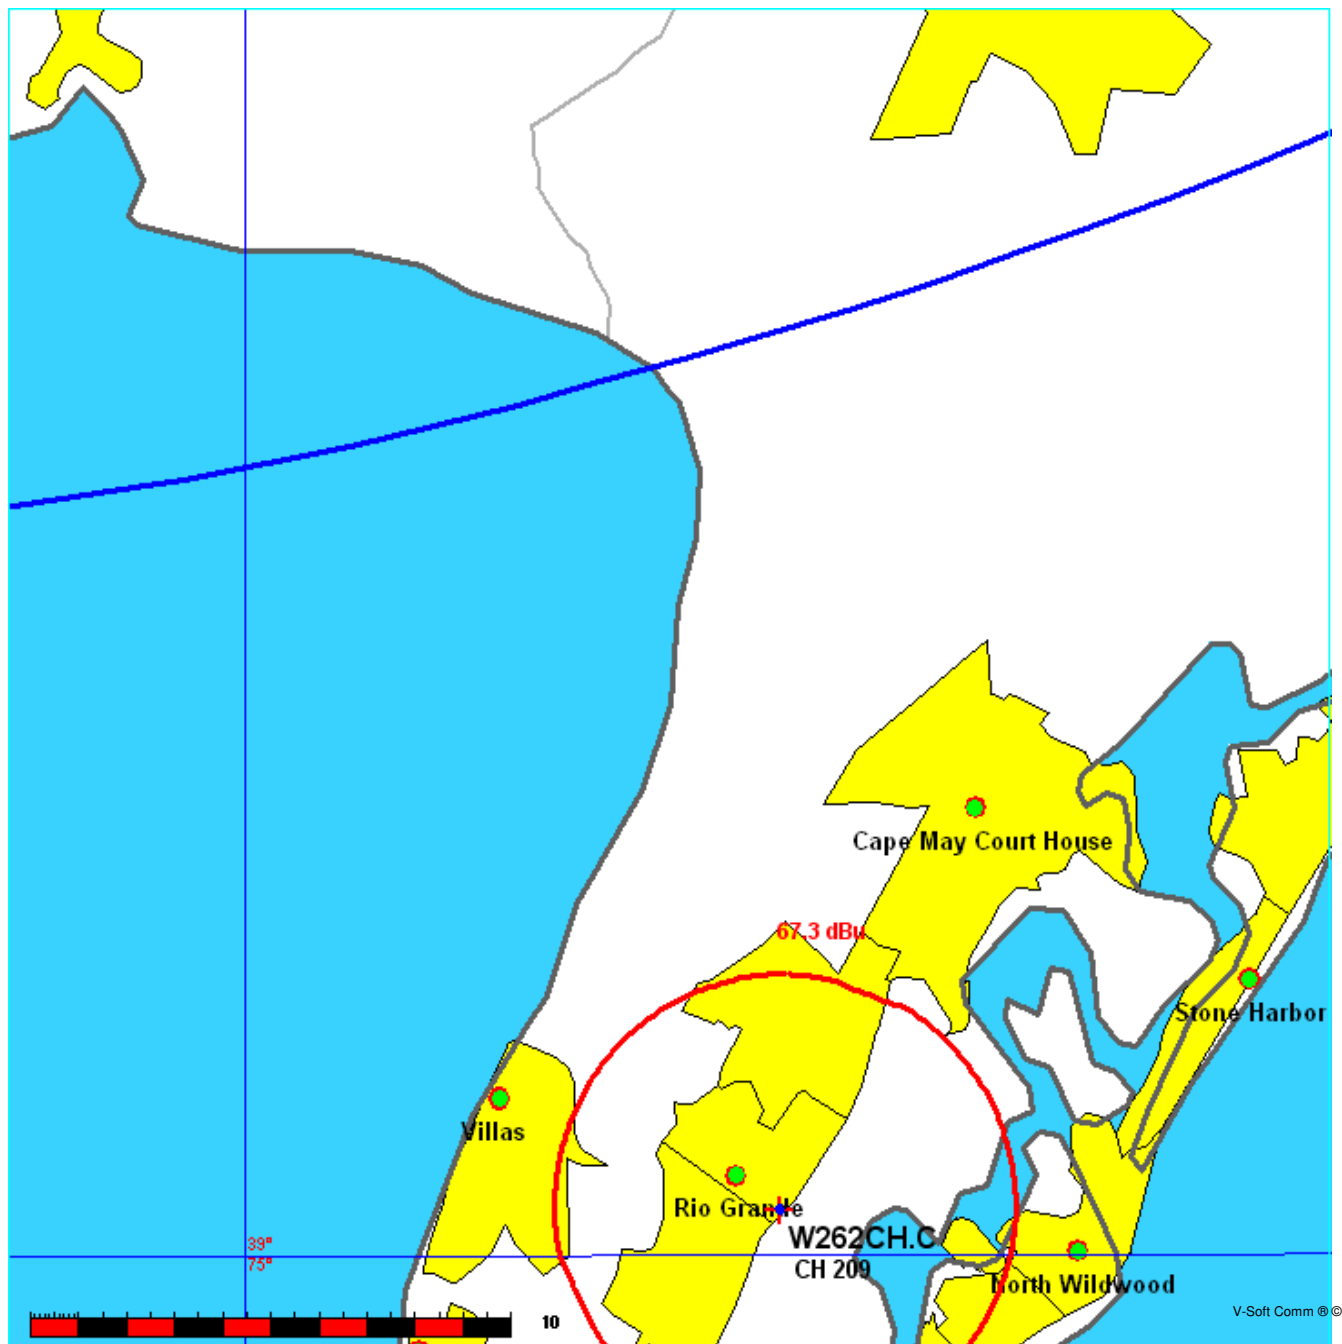 Cape May Court House
67.3 dBu
Stone Harbor
Villas
Rio Grande
W262CH.C
CH 209
39°
75°
North Wildwood
10
V-Soft Comm ® ©